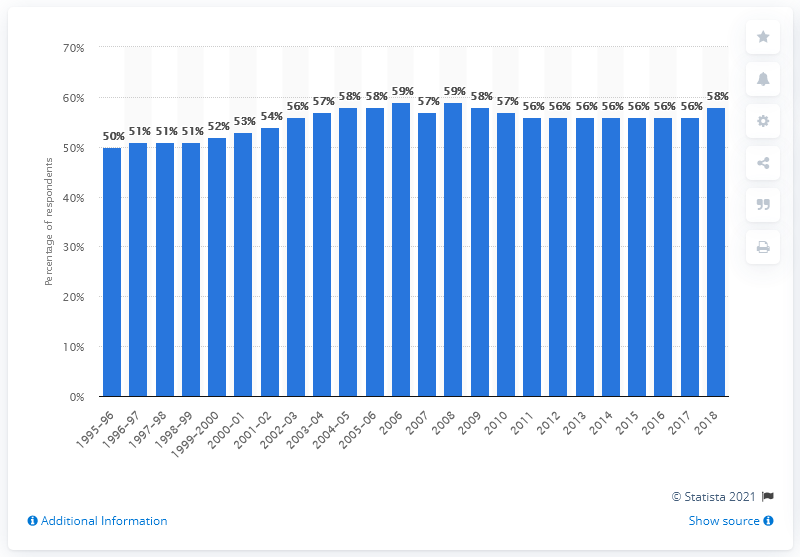 70%
60%
50%
40%
30%
20%
10%
0%
Percentage of respondents
50% 51% 51% 51% 52% 53% 54% 56% 57% 58% 58% 59% 57% 59% 58% 57% 56% 56% 56% 56% 56% 56% 56% 58%
1995–96 1996–97 1997–98 1998–99 1999–2000 2000–01 2001–02 2002–03 2003–04 2004–05 2005–06 2006 2007 2008 2009 2010 2011 2012 2013 2014 2015 2016 2017 2018
© Statista 2021
Additional Information
Show source